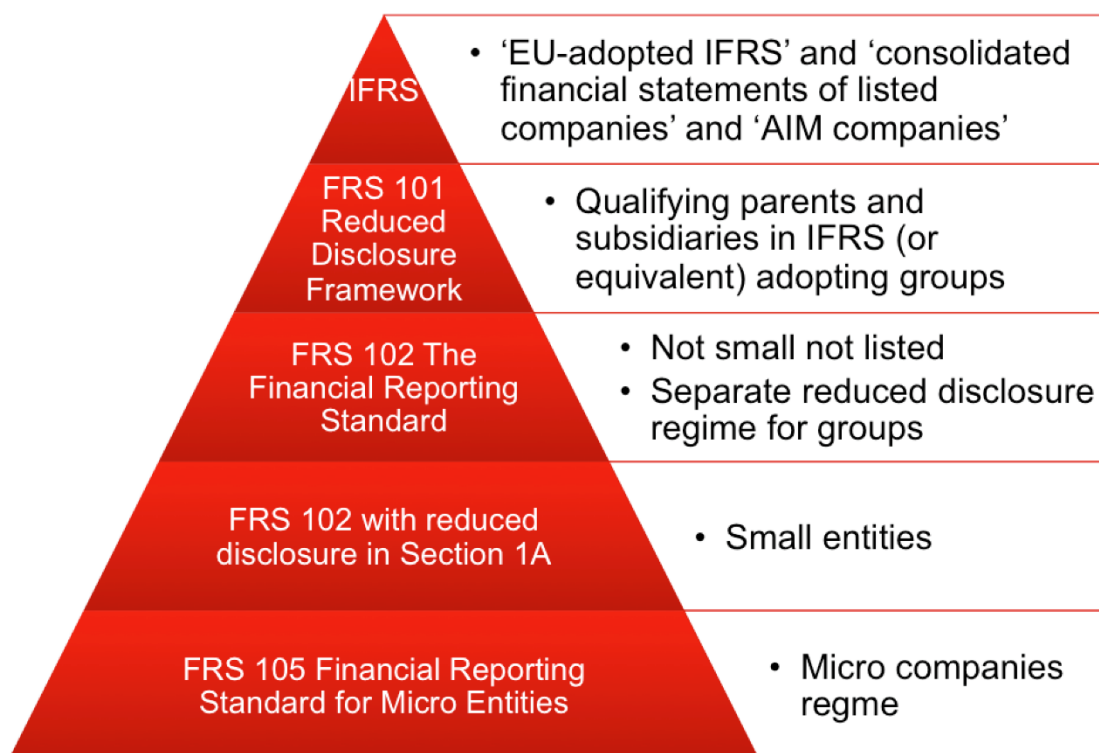 IFRS
• ‘EU-adopted IFRS’ and ‘consolidated
financial statements of listed
companies’ and ‘AIM companies’
FRS 101
Reduced
Disclosure
Framework
• Qualifying parents and
subsidiaries in IFRS (or
equivalent) adopting groups
FRS 102 The
Financial Reporting
Standard
• Not small not listed
• Separate reduced disclosure
regime for groups
FRS 102 with reduced
disclosure in Section 1A
• Small entities
FRS 105 Financial Reporting
Standard for Micro Entities
• Micro companies
regme